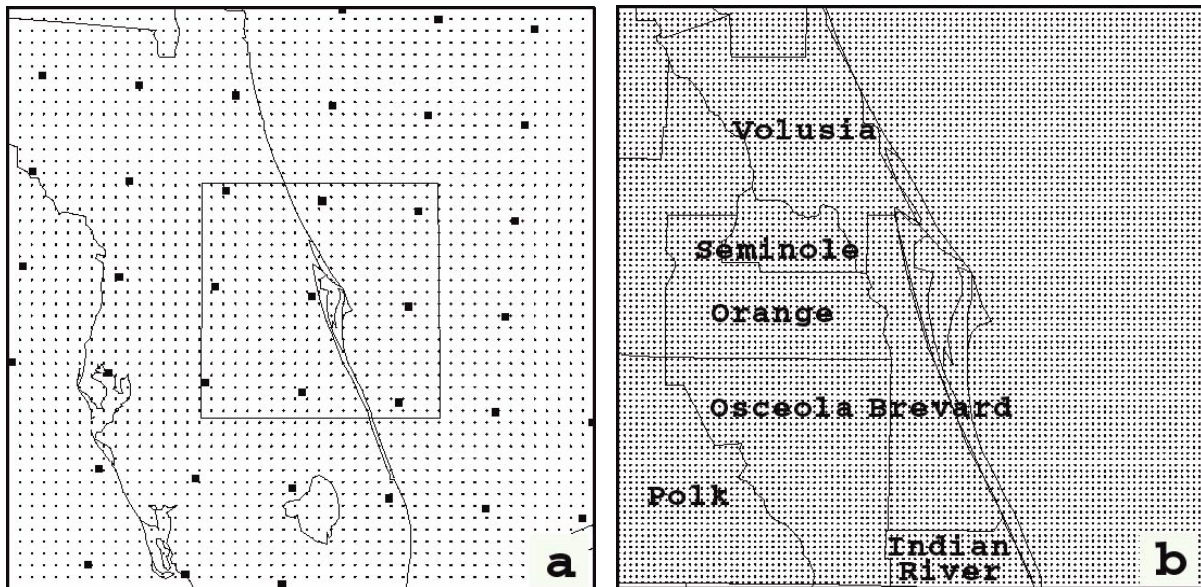 Volusia
Seminole
Orange
Osceola Brevard
Polk
Indian
River
a
b